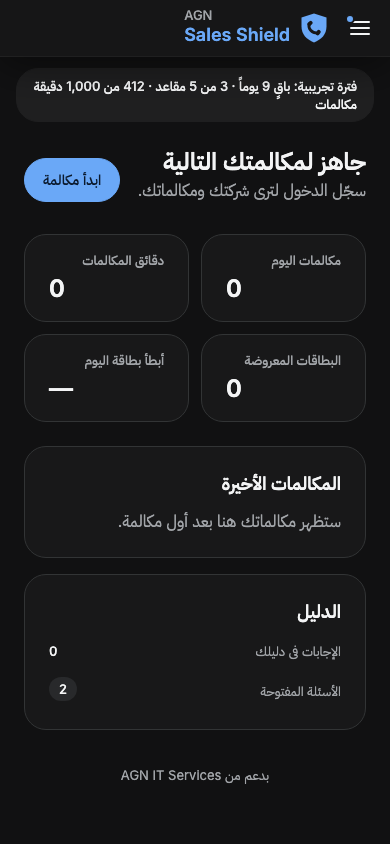 AGN
Sales Shield
فترة تجريبية: باقٍ 9 يوماً · 3 من 5 مقاعد · 412 من 1,000 دقيقة
مكالمات
جاهز لمكالمتك التالية
سجّل الدخول لترى شركتك ومكالماتك.
ابدأ مكالمة
مكالمات اليوم
0
دقائق المكالمات
0
البطاقات المعروضة
0
أبطأ بطاقة اليوم
—
المكالمات الأخيرة
ستظهر مكالماتك هنا بعد أول مكالمة.
الدليل
الإجابات في دليلك
0
الأسئلة المفتوحة
2
بدعم من AGN IT Services